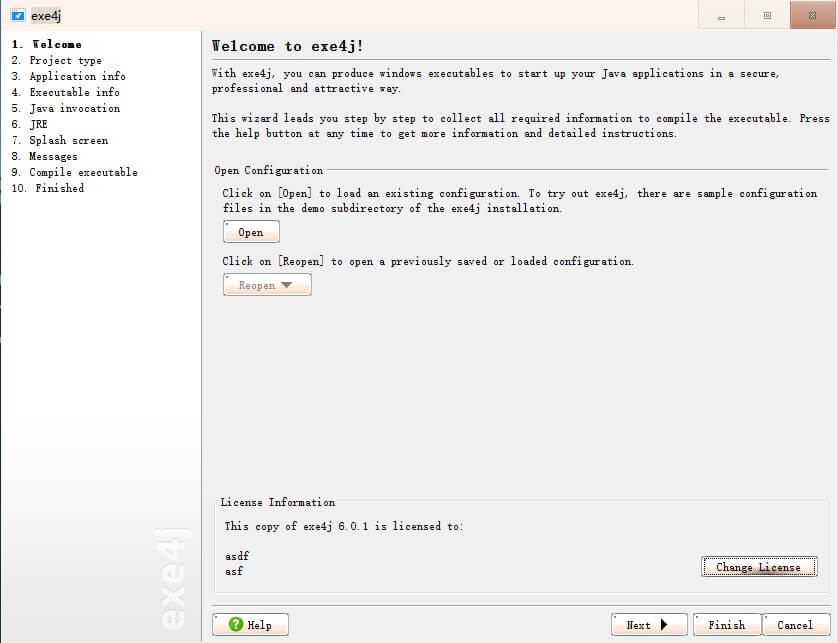 exe4j
1. Welcome
2. Project type
3. Application info
4. Executable info
5. Java invocation
6. JRE
7. Splash screen
8. Messages
9. Compile executable
10. Finished
exe4j
Welcome to exe4j!
With exe4j, you can produce windows executables to start up your Java applications in a secure,
professional and attractive way.
This wizard leads you step by step to collect all required information to compile the executable. Press
the help button at any time to get more information and detailed instructions.
Open Configuration
Click on [Open] to load an existing configuration. To try out exe4j, there are sample configuration
files in the demo subdirectory of the exe4j installation.
Open
Click on [Reopen] to open a previously saved or loaded configuration.
Reopen
License Information
This copy of exe4j 6.0.1 is licensed to:
asdf
asf
Change License
? Help
Next
Finish
Cancel